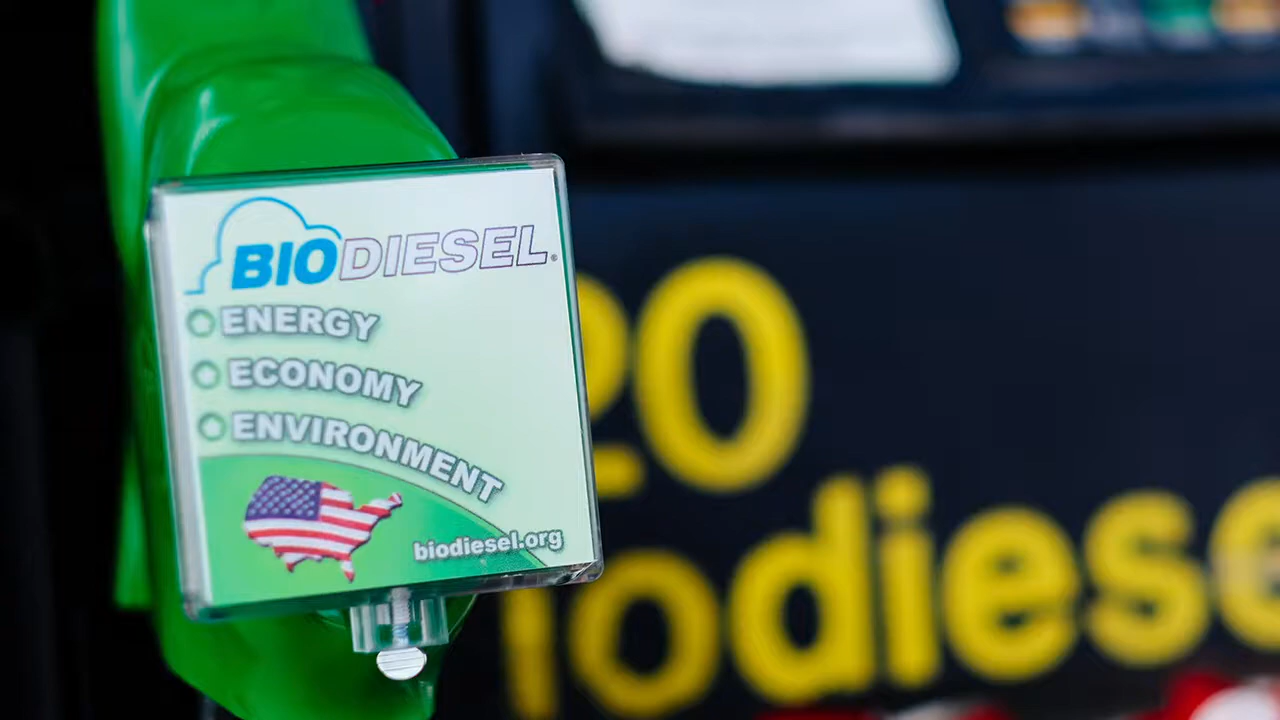 BIODIESEL®
ENERGY
ECONOMY
ENVIRONMENT
biodiesel.org
20
iodiese